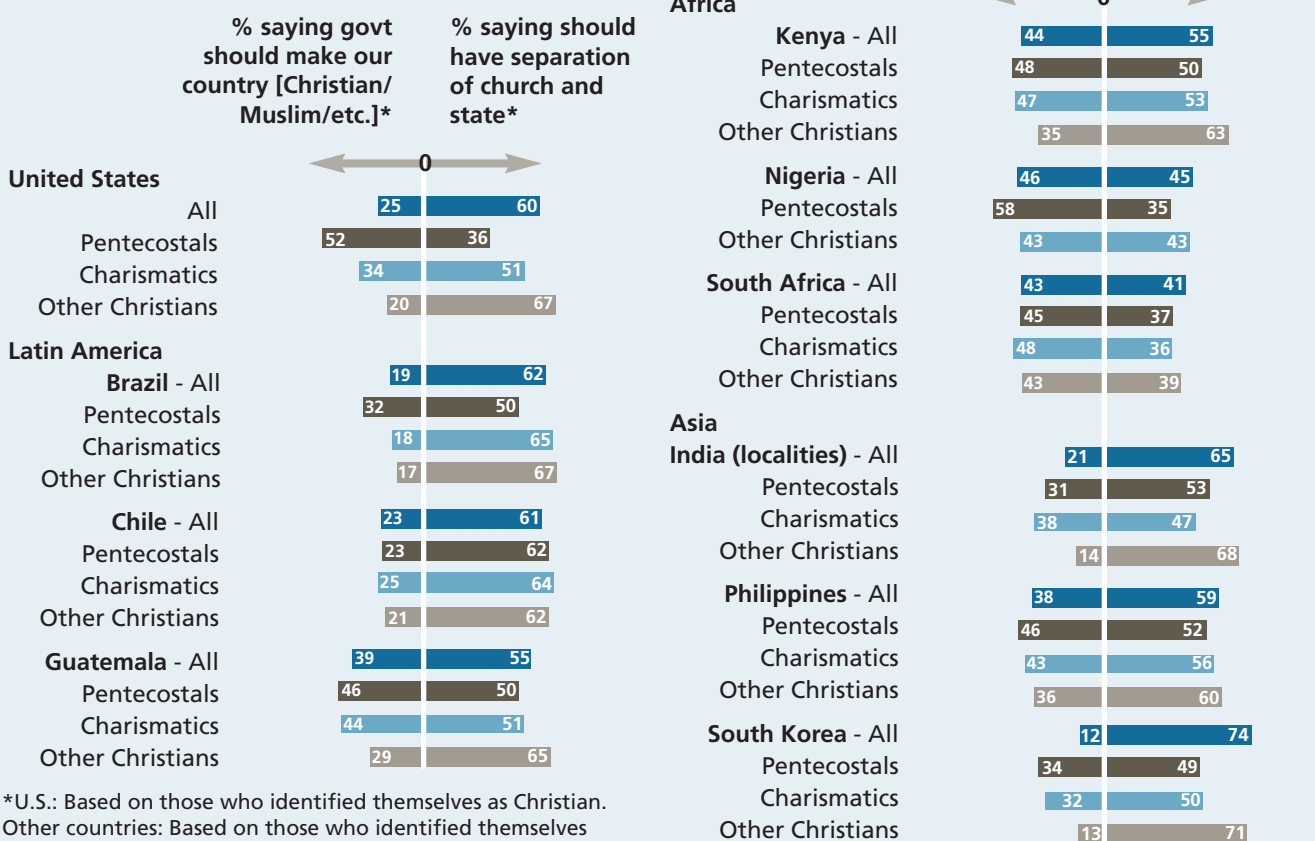 % saying govt
should make our
country [Christian/
Muslim/etc.]*
% saying should
have separation
of church and
state*
0
United States
All 25 60
Pentecostals 52 36
Charismatics 34 51
Other Christians 20 67
Latin America
Brazil - All 19 62
Pentecostals 32 50
Charismatics 18 65
Other Christians 17 67
Chile - All 23 61
Pentecostals 23 62
Charismatics 25 64
Other Christians 21 62
Guatemala - All 39 55
Pentecostals 46 50
Charismatics 44 51
Other Christians 29 65
*U.S.: Based on those who identified themselves as Christian.
Other countries: Based on those who identified themselves
Africa
0
Kenya - All 44 55
Pentecostals 48 50
Charismatics 47 53
Other Christians 35 63
Nigeria - All 46 45
Pentecostals 58 35
Other Christians 43 43
South Africa - All 43 41
Pentecostals 45 37
Charismatics 48 36
Other Christians 43 39
Asia
India (localities) - All 21 65
Pentecostals 31 53
Charismatics 38 47
Other Christians 14 68
Philippines - All 38 59
Pentecostals 46 52
Charismatics 43 56
Other Christians 36 60
South Korea - All 12 74
Pentecostals 34 49
Charismatics 32 50
Other Christians 13 71